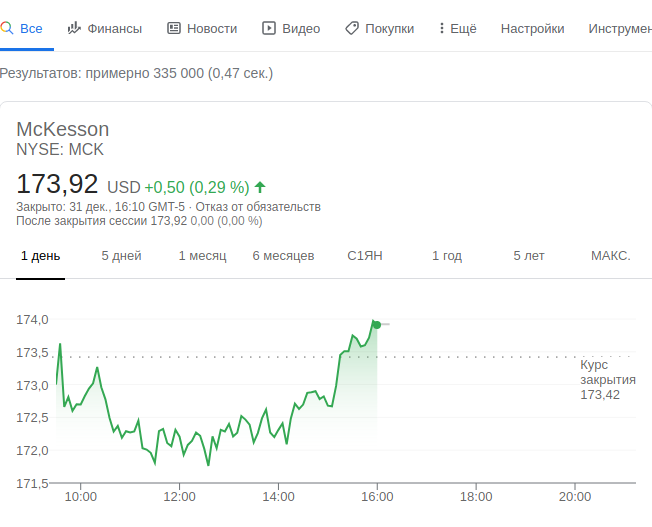 Все Финансы Новости Видео Покупки Ещё Настройки Инструмен
Результатов: примерно 335 000 (0,47 сек.)
McKesson
NYSE: MCK
173,92 USD +0,50 (0,29 %)
Закрыто: 31 дек., 16:10 GMT-5 · Отказ от обязательств
После закрытия сессии 173,92 0,00 (0,00 %)
1 день 5 дней 1 месяц 6 месяцев С1ЯН 1 год 5 лет МАКС.
174,0
173,5
Курс
закрытия
173,42
173,0
172,5
172,0
171,5
10:00 12:00 14:00 16:00 18:00 20:00